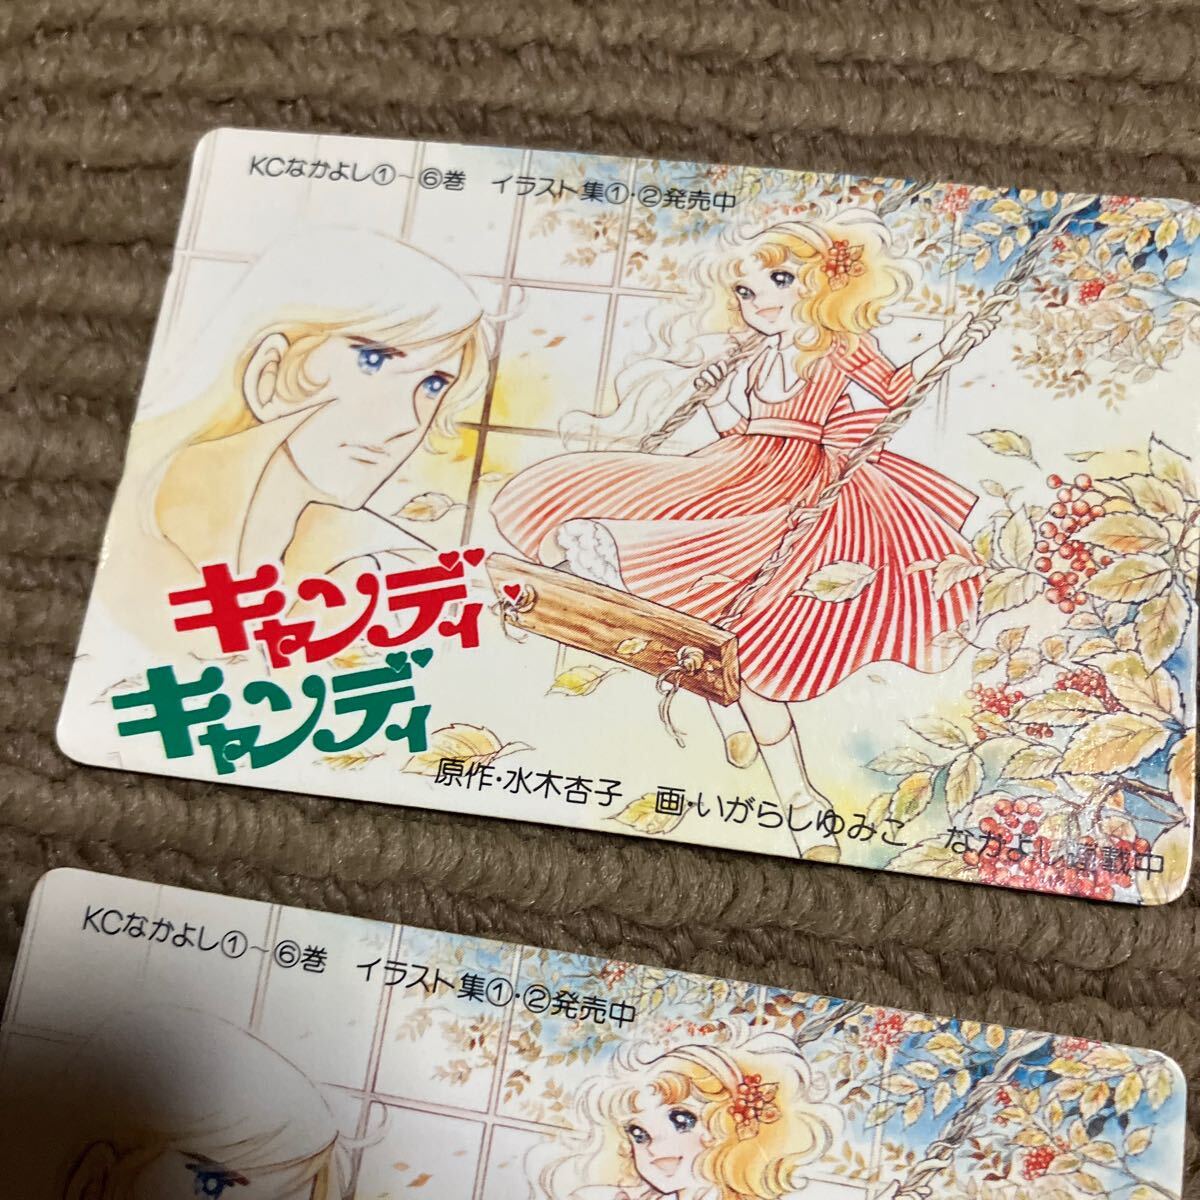 KCなかよし①～⑥巻 イラスト集①・②発売中
キャンディ
キャンディ
原作・水木杏子 画・いがらしゆみこ なかよし連載中
KCなかよし①～⑥巻 イラスト集①・②発売中